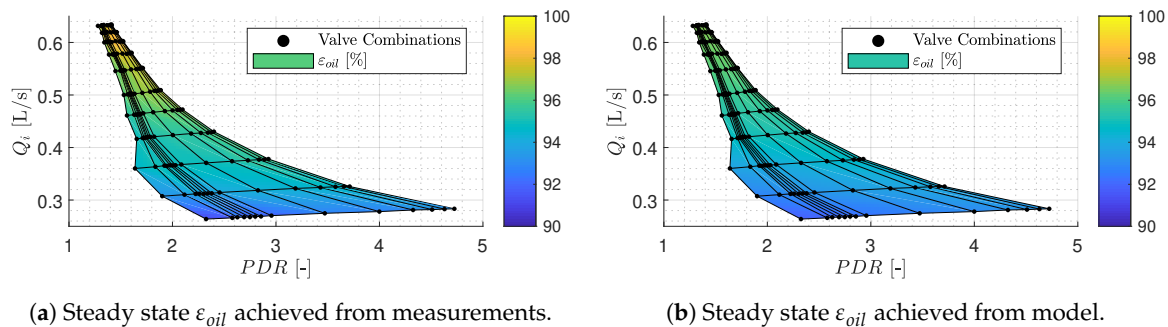 0.6
0.5
0.4
0.3
Q_i [L/s]
1 2 3 4 5
PDR [-]
Valve Combinations
ε_oil [%]
100
98
96
94
92
90
(a) Steady state ε_oil achieved from measurements.
0.6
0.5
0.4
0.3
Q_i [L/s]
1 2 3 4 5
PDR [-]
Valve Combinations
ε_oil [%]
100
98
96
94
92
90
(b) Steady state ε_oil achieved from model.